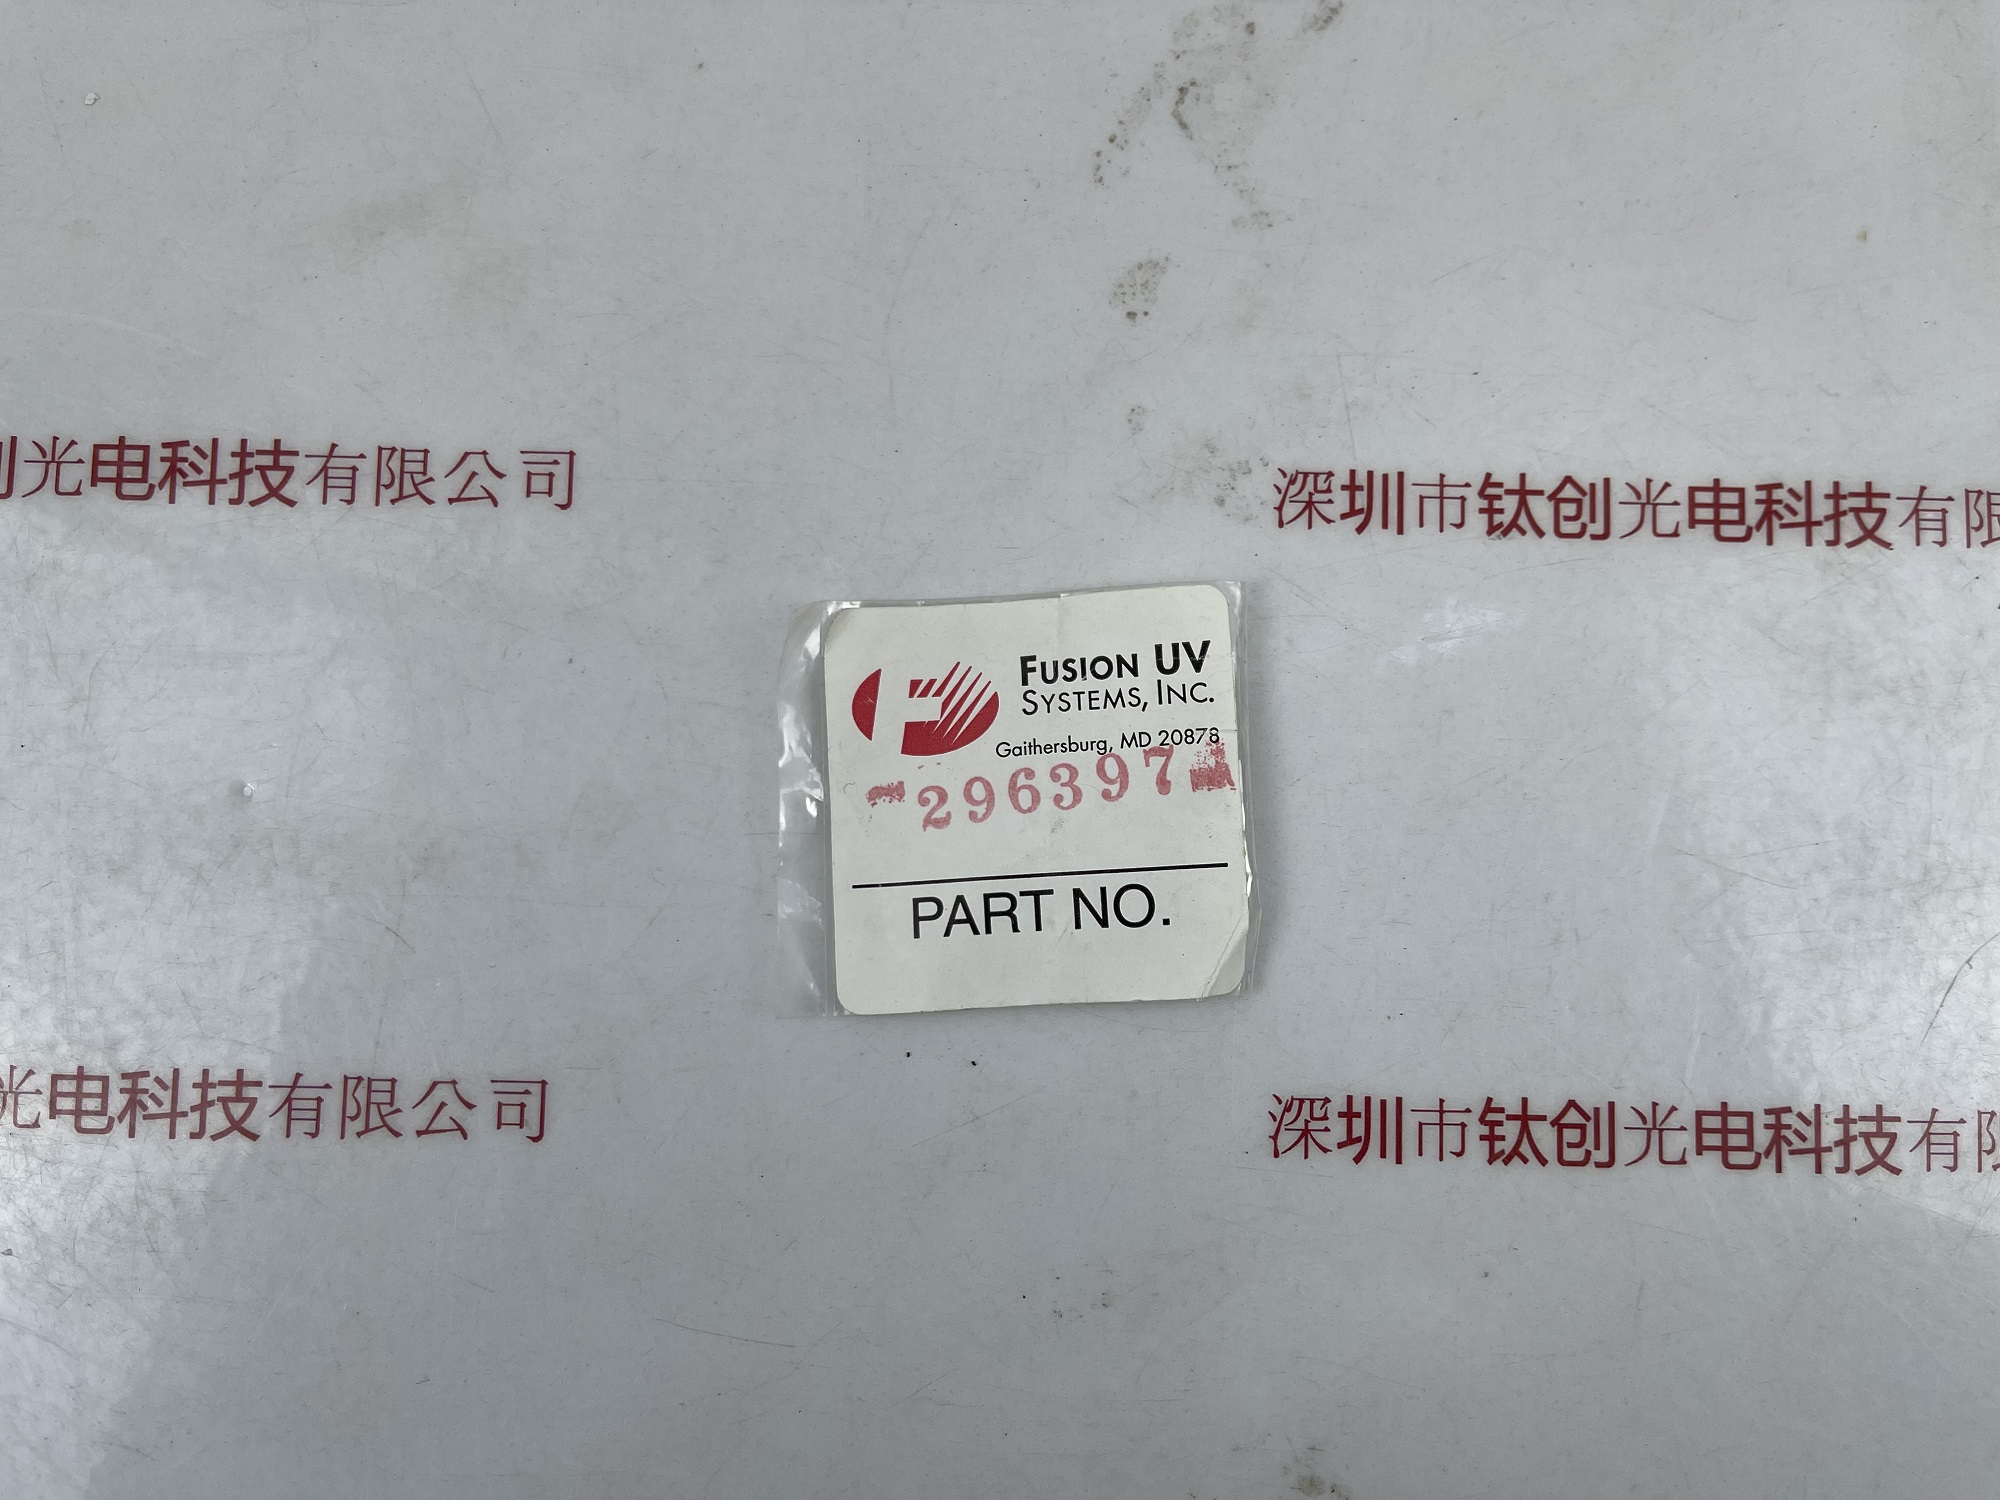 创光电科技有限公司
深圳市钛创光电科技有限
FUSION UV
SYSTEMS, INC.
Gaithersburg, MD 20878
-296397
PART NO.
光电科技有限公司
深圳市钛创光电科技有限